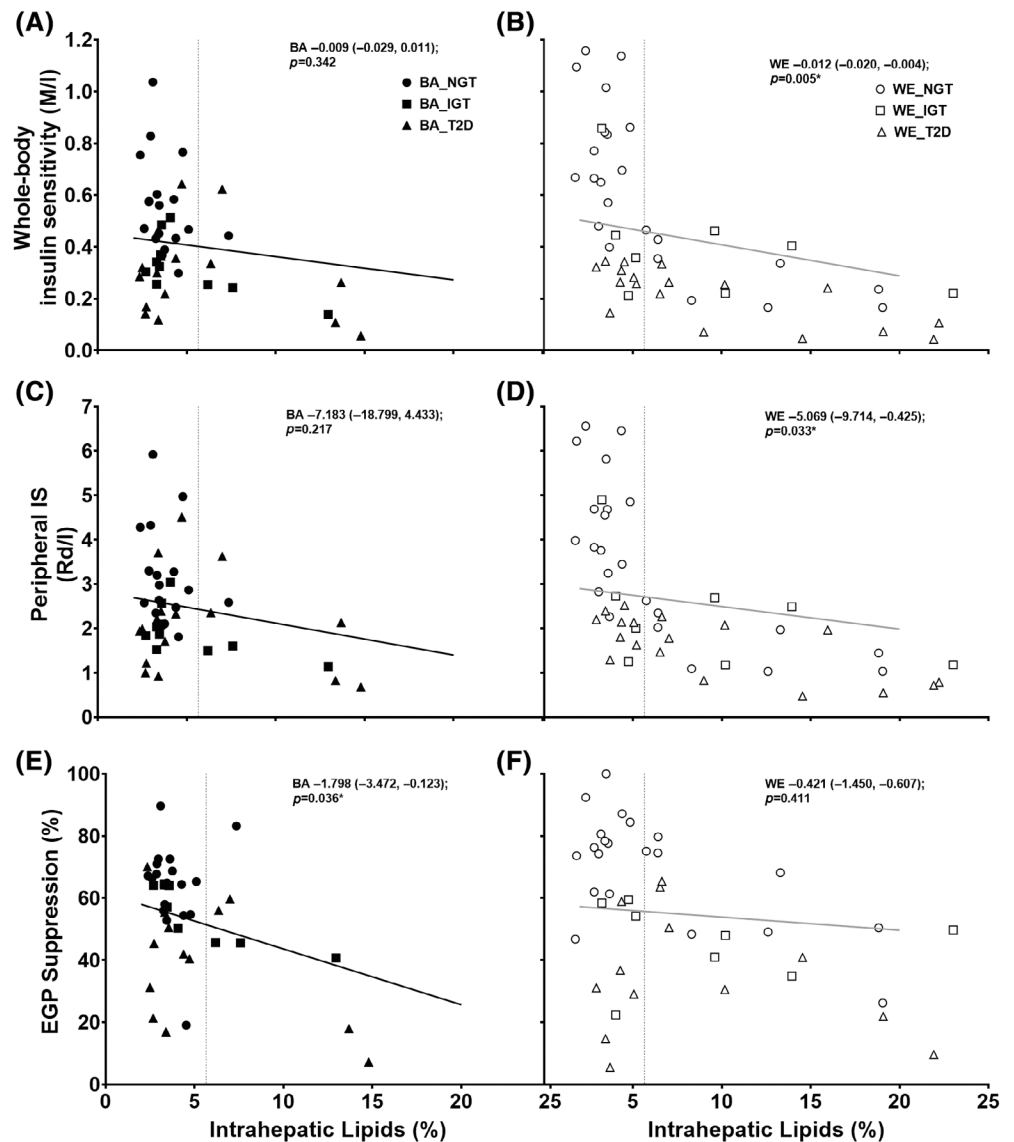 (A)
BA –0.009 (–0.029, 0.011);
p=0.342
BA_NGT
BA_IGT
BA_T2D
Whole-body
insulin sensitivity (M/I)
1.2
1.0
0.8
0.6
0.4
0.2
0.0
(B)
WE –0.012 (–0.020, –0.004);
p=0.005*
WE_NGT
WE_IGT
WE_T2D
(C)
BA –7.183 (–18.799, 4.433);
p=0.217
Peripheral IS
(Rd/I)
7
6
5
4
3
2
1
0
(D)
WE –5.069 (–9.714, –0.425);
p=0.033*
(E)
BA –1.798 (–3.472, –0.123);
p=0.036*
EGP Suppression (%)
100
80
60
40
20
0
0 5 10 15 20 25
Intrahepatic Lipids (%)
(F)
WE –0.421 (–1.450, –0.607);
p=0.411
5 10 15 20 25
Intrahepatic Lipids (%)